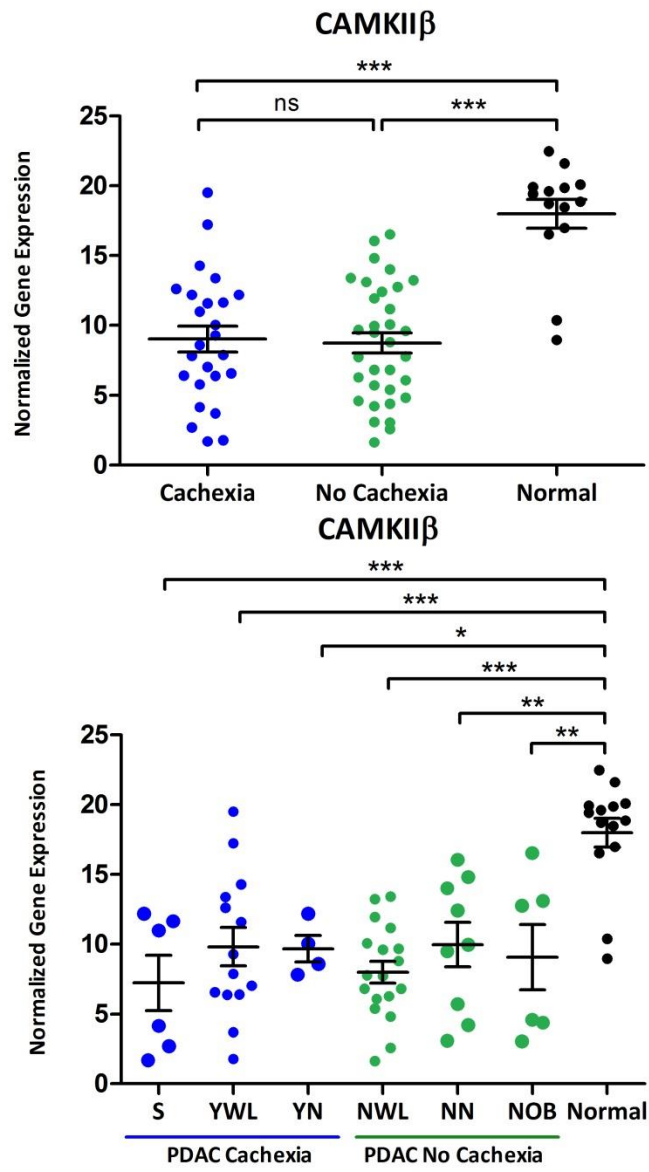 CAMKIIβ
***
ns ***
Normalized Gene Expression
25
20
15
10
5
0
Cachexia No Cachexia Normal
CAMKIIβ
***
***
*
***
**
**
Normalized Gene Expression
25
20
15
10
5
0
S YWL YN NWL NN NOB Normal
PDAC Cachexia PDAC No Cachexia